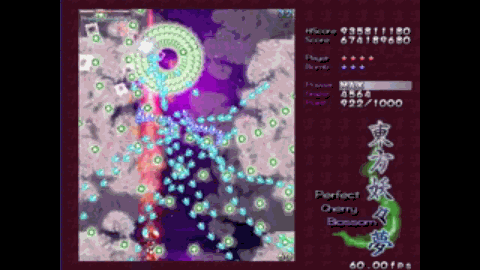 HiScore 935811180
Score 674189680
Player
Bomb
Power MAX
Graze 4564
Point 922/1000
東方妖々夢
Perfect
Cherry
Blossom
60.00fps